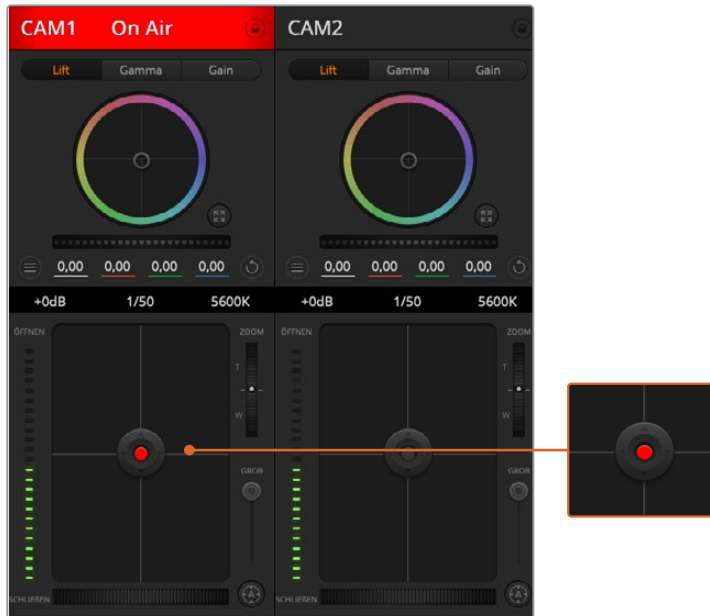 CAM1 On Air
Lift Gamma Gain
0,00 0,00 0,00 0,00
+0dB 1/50 5600K
ÖFFNEN ZOOM
T
W
GROB
A
SCHLIEẞEN
CAM2
Lift Gamma Gain
0,00 0,00 0,00 0,00
+0dB 1/50 5600K
ÖFFNEN ZOOM
T
W
GROB
A
SCHLIEẞEN